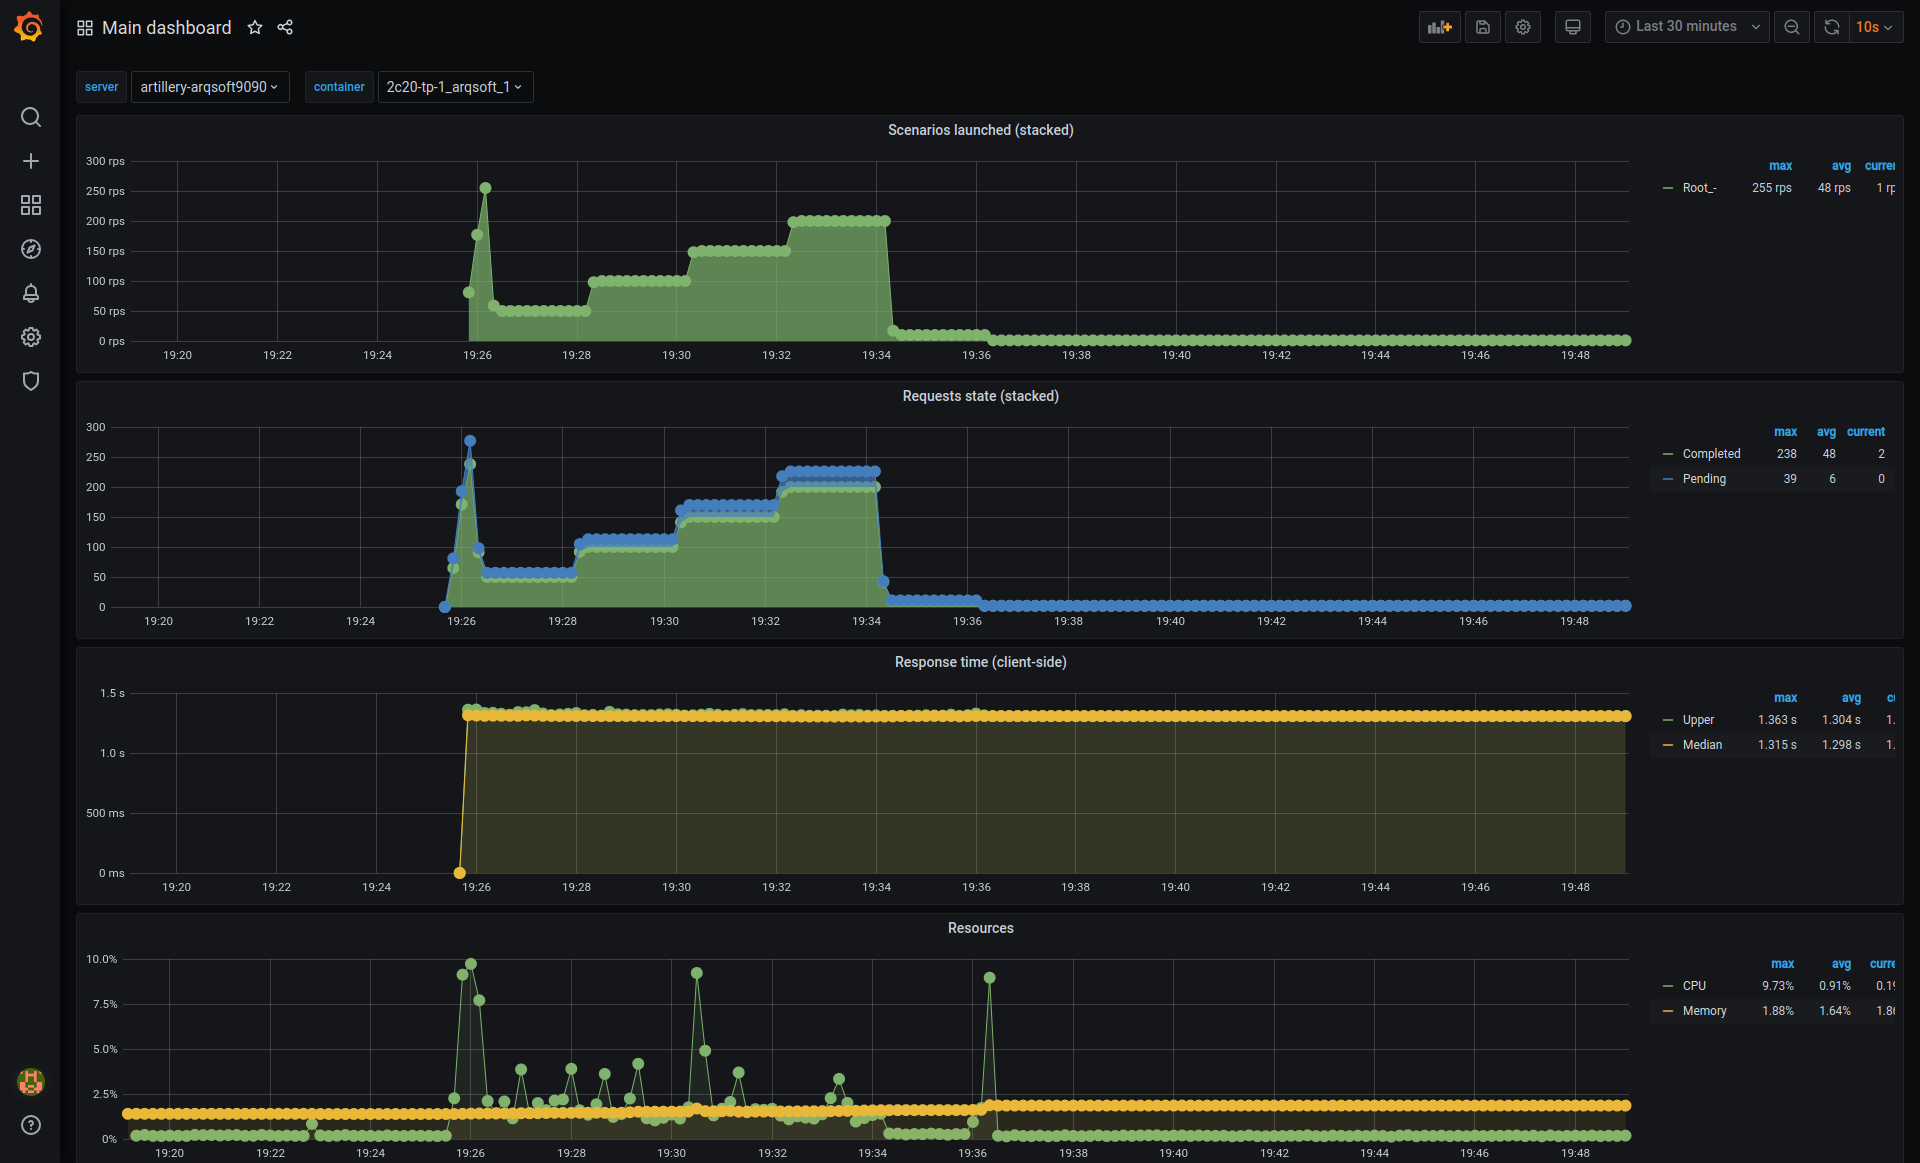 Main dashboard
Last 30 minutes
10s
server artillery-arqsoft9090 container 2c20-tp-1_arqsoft_1
Scenarios launched (stacked)
300 rps
250 rps
200 rps
150 rps
100 rps
50 rps
0 rps
19:20 19:22 19:24 19:26 19:28 19:30 19:32 19:34 19:36 19:38 19:40 19:42 19:44 19:46 19:48
max avg curre
Root_- 255 rps 48 rps 1 rp
Requests state (stacked)
300
250
200
150
100
50
0
19:20 19:22 19:24 19:26 19:28 19:30 19:32 19:34 19:36 19:38 19:40 19:42 19:44 19:46 19:48
max avg current
Completed 238 48 2
Pending 39 6 0
Response time (client-side)
1.5 s
1.0 s
500 ms
0 ms
19:20 19:22 19:24 19:26 19:28 19:30 19:32 19:34 19:36 19:38 19:40 19:42 19:44 19:46 19:48
max avg cu
Upper 1.363 s 1.304 s 1.
Median 1.315 s 1.298 s 1.
Resources
10.0%
7.5%
5.0%
2.5%
0%
19:20 19:22 19:24 19:26 19:28 19:30 19:32 19:34 19:36 19:38 19:40 19:42 19:44 19:46 19:48
max avg curre
CPU 9.73% 0.91% 0.19
Memory 1.88% 1.64% 1.86